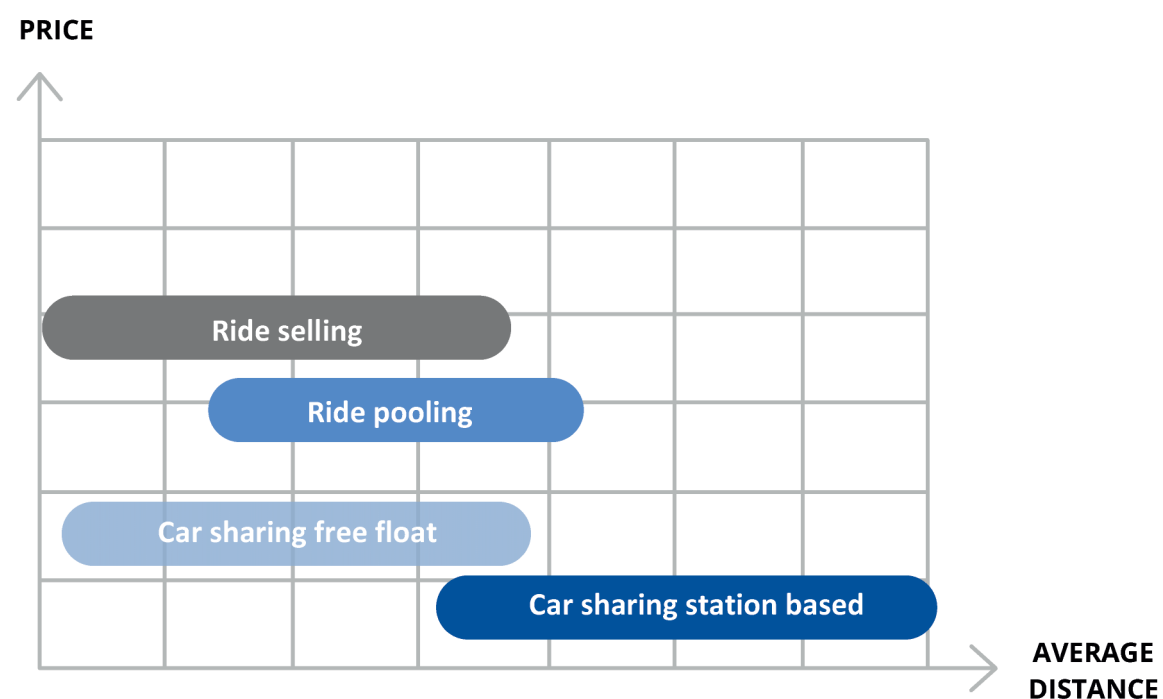 PRICE
Ride selling
Ride pooling
Car sharing free float
Car sharing station based
AVERAGE
DISTANCE